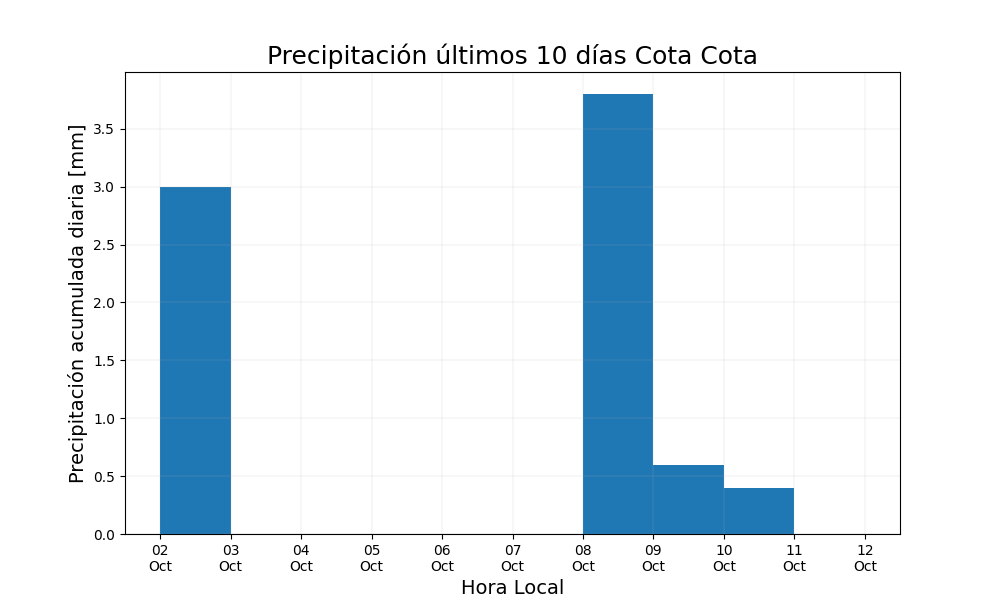 Precipitación últimos 10 días Cota Cota
Precipitación acumulada diaria [mm]
3.5
3.0
2.5
2.0
1.5
1.0
0.5
0.0
02 03 04 05 06 07 08 09 10 11 12
Oct Oct Oct Oct Oct Oct Oct Oct Oct Oct Oct
Hora Local